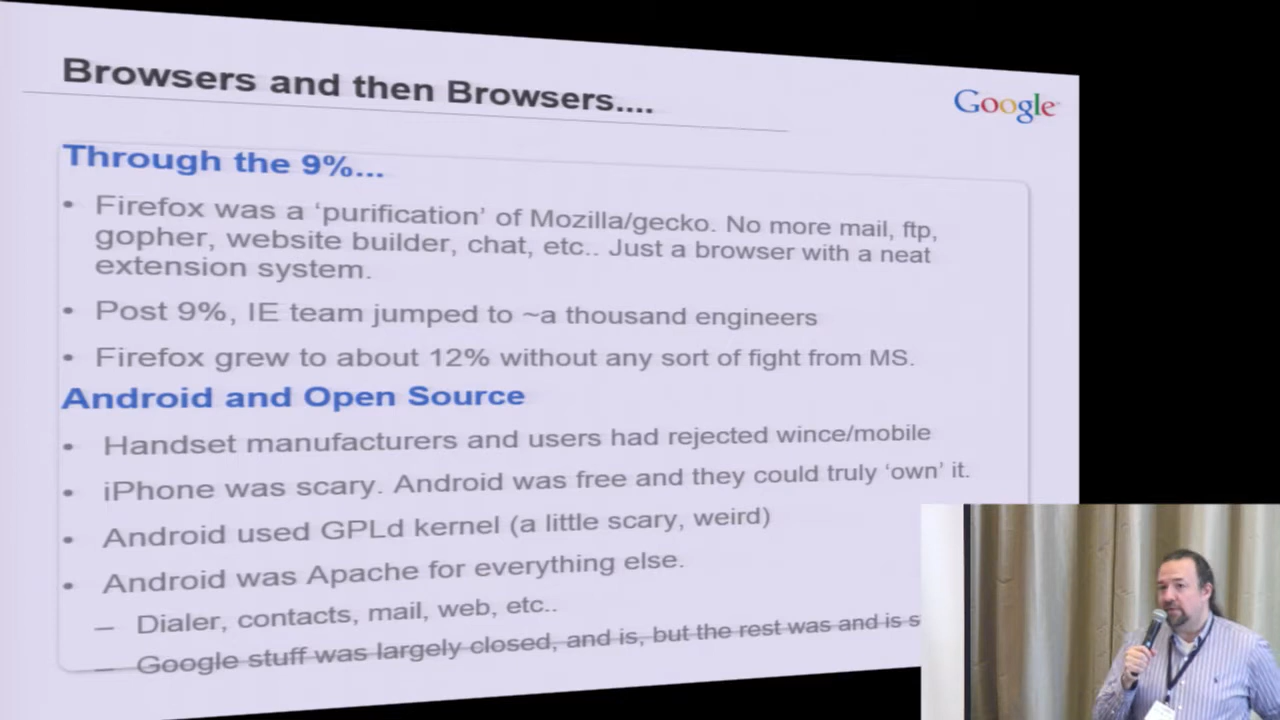 Browsers and then Browsers....
Google
Through the 9%...
• Firefox was a ‘purification’ of Mozilla/gecko. No more mail, ftp,
gopher, website builder, chat, etc.. Just a browser with a neat
extension system.
• Post 9%, IE team jumped to ~a thousand engineers
• Firefox grew to about 12% without any sort of fight from MS.
Android and Open Source
• Handset manufacturers and users had rejected wince/mobile
• iPhone was scary. Android was free and they could truly ‘own’ it.
• Android used GPLd kernel (a little scary, weird)
• Android was Apache for everything else.
– Dialer, contacts, mail, web, etc..
– Google stuff was largely closed, and is, but the rest was and is